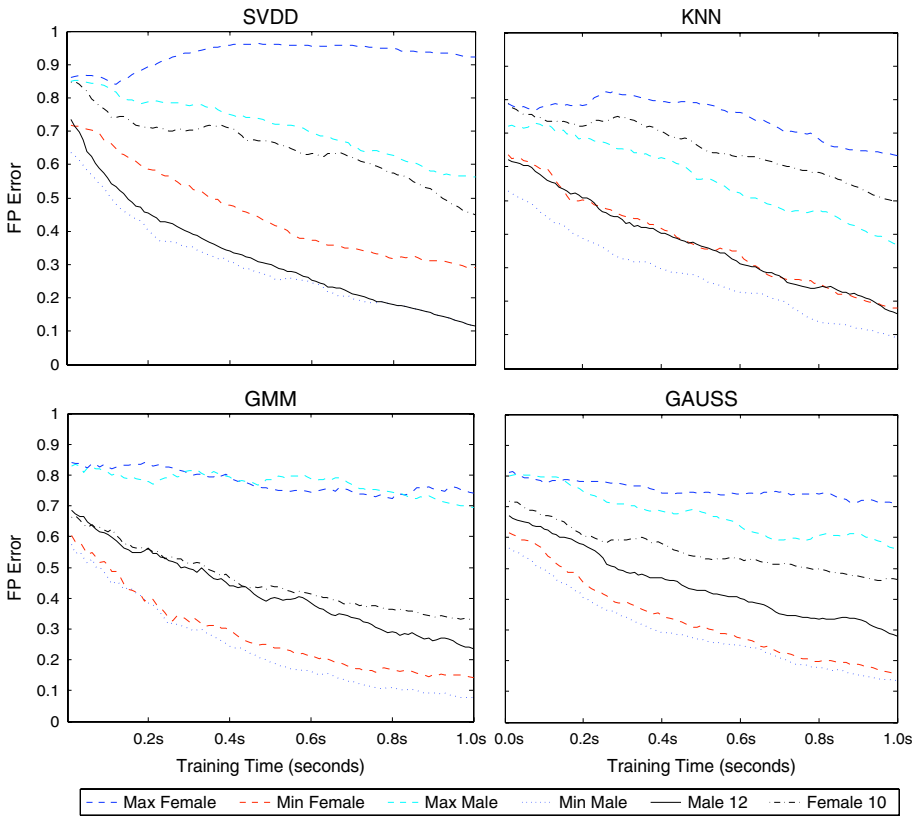 SVDD
KNN
1
0.9
0.8
0.7
0.6
0.5
0.4
0.3
0.2
0.1
0
FP Error
GMM
GAUSS
1
0.9
0.8
0.7
0.6
0.5
0.4
0.3
0.2
0.1
0
FP Error
0.2s 0.4s 0.6s 0.8s 1.0s
Training Time (seconds)
0.0s 0.2s 0.4s 0.6s 0.8s 1.0s
Training Time (seconds)
Max Female Min Female Max Male Min Male Male 12 Female 10